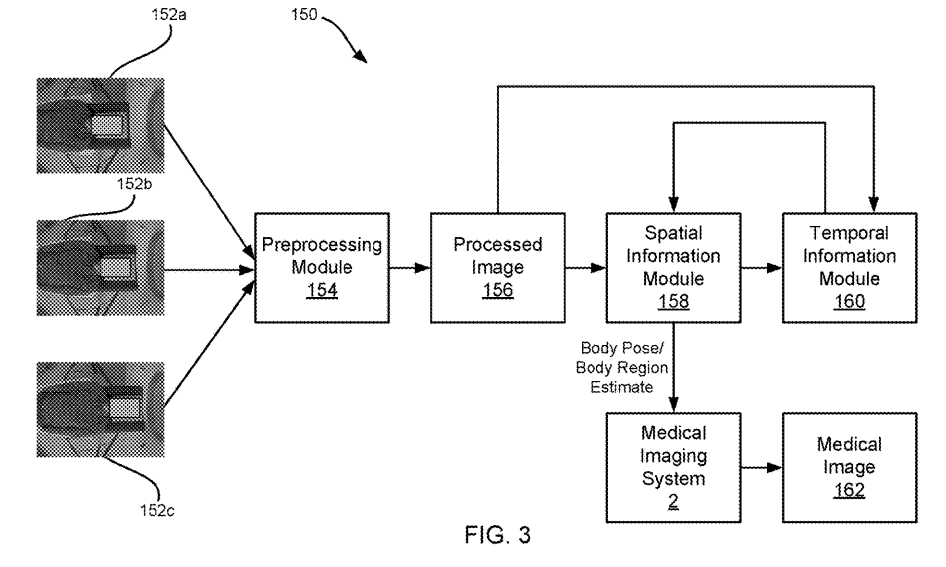 152a
150
152b
Preprocessing
Module
154
Processed
Image
156
Spatial
Information
Module
158
Temporal
Information
Module
160
Body Pose/
Body Region
Estimate
152c
Medical
Imaging
System
2
Medical
Image
162
FIG. 3